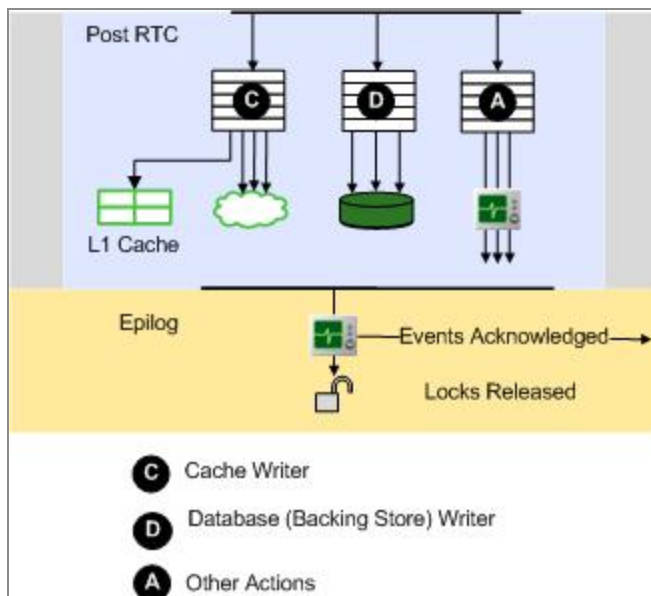 Post RTC
C
D
A
L1 Cache
Epilog
Events Acknowledged
Locks Released
C Cache Writer
D Database (Backing Store) Writer
A Other Actions